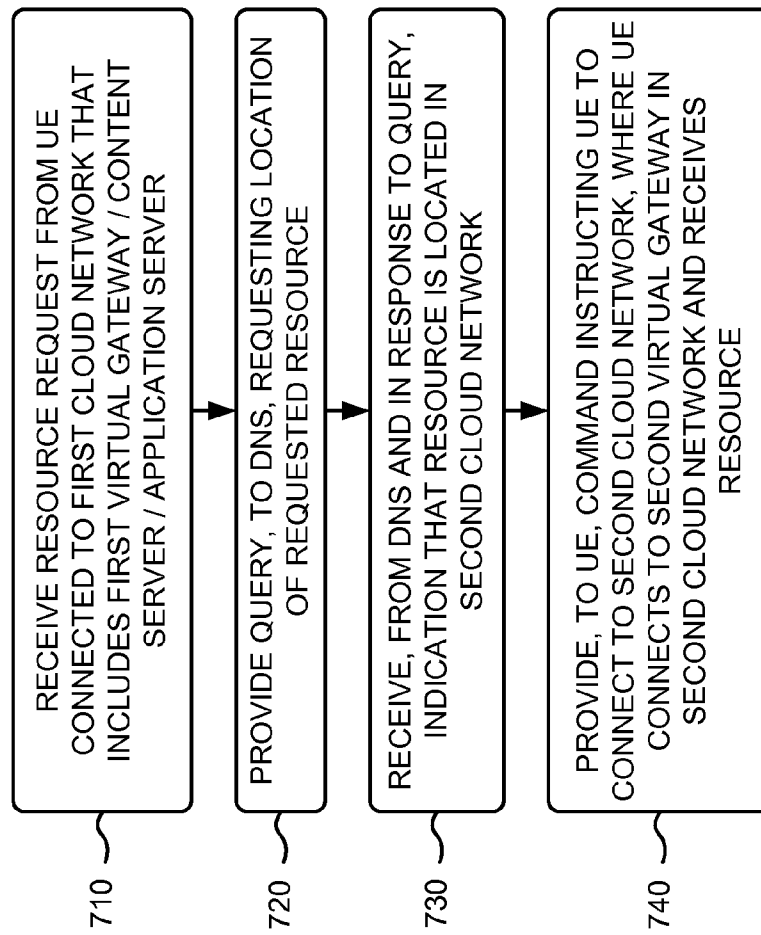 710
RECEIVE RESOURCE REQUEST FROM UE
CONNECTED TO FIRST CLOUD NETWORK THAT
INCLUDES FIRST VIRTUAL GATEWAY / CONTENT
SERVER / APPLICATION SERVER
720
PROVIDE QUERY, TO DNS, REQUESTING LOCATION
OF REQUESTED RESOURCE
730
RECEIVE, FROM DNS AND IN RESPONSE TO QUERY,
INDICATION THAT RESOURCE IS LOCATED IN
SECOND CLOUD NETWORK
740
PROVIDE, TO UE, COMMAND INSTRUCTING UE TO
CONNECT TO SECOND CLOUD NETWORK, WHERE UE
CONNECTS TO SECOND VIRTUAL GATEWAY IN
SECOND CLOUD NETWORK AND RECEIVES
RESOURCE